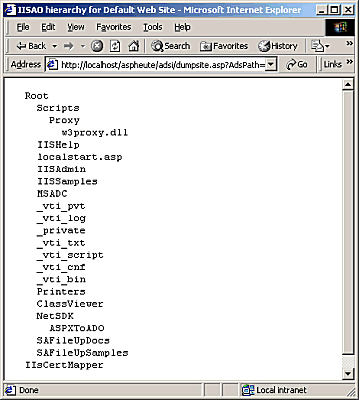 IISAO hierarchy for Default Web Site - Microsoft Internet Explorer
File Edit View Favorites Tools Help
Back Search Favorites History
Address http://localhost/aspheute/adsi/dumpsite.asp?AdsPath= Go Links »
Root
Scripts
Proxy
w3proxy.dll
IISHelp
localstart.asp
IISAdmin
IISSamples
MSADC
_vti_pvt
_vti_log
_private
_vti_txt
_vti_script
_vti_cnf
_vti_bin
Printers
ClassViewer
NetSDK
ASPXToADO
SAFileUpDocs
SAFileUpSamples
IIsCertMapper
Done Local intranet